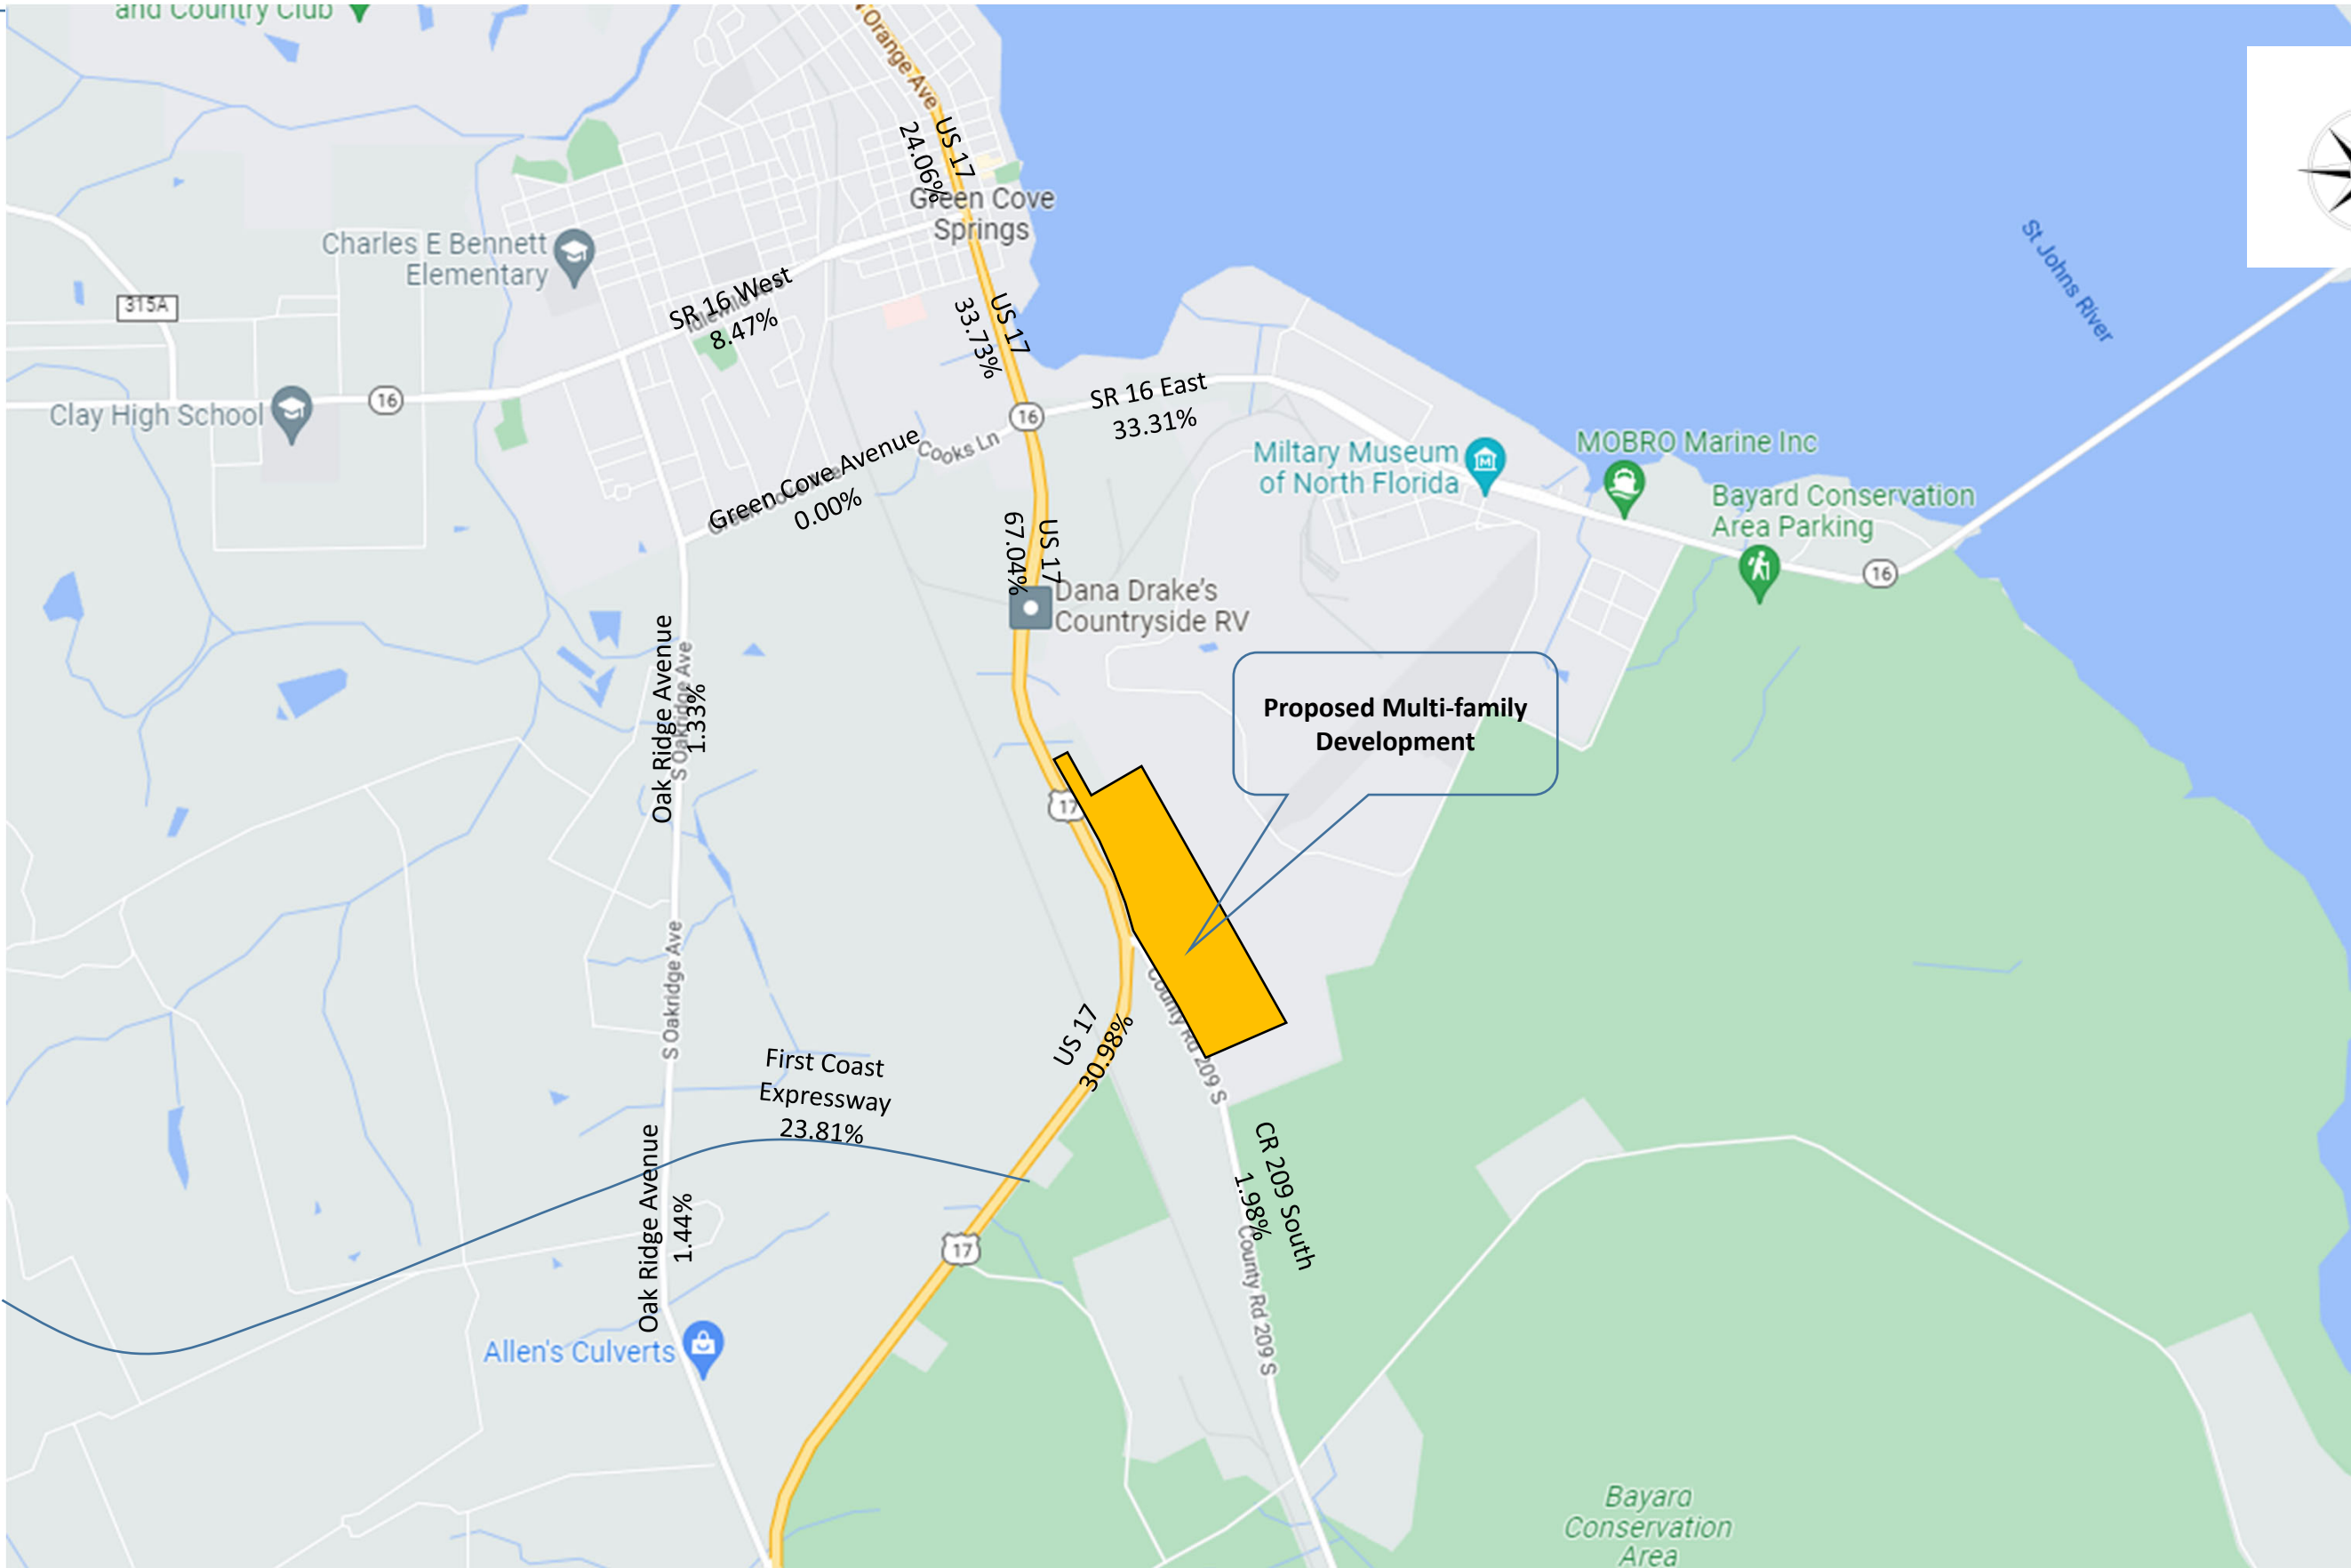 and Country Club
N Orange Ave
US 17
24.06%
Green Cove
Springs
Charles E Bennett
Elementary
St Johns River
315A
SR 16 West
Idlewild Ave
8.47%
US 17
33.73%
Clay High School
16
16
SR 16 East
33.31%
Green Cove Avenue
Cooks Ln
0.00%
Miltary Museum
of North Florida
MOBRO Marine Inc
Bayard Conservation
Area Parking
16
US 17
67.04%
Dana Drake's
Countryside RV
Oak Ridge Avenue
S Oakridge Ave
1.33%
Proposed Multi-family
Development
17
S Oakridge Ave
County Rd 209 S
US 17
30.98%
First Coast
Expressway
23.81%
Oak Ridge Avenue
1.44%
CR 209 South
1.98%
County Rd 209 S
17
Allen's Culverts
Bayard
Conservation
Area